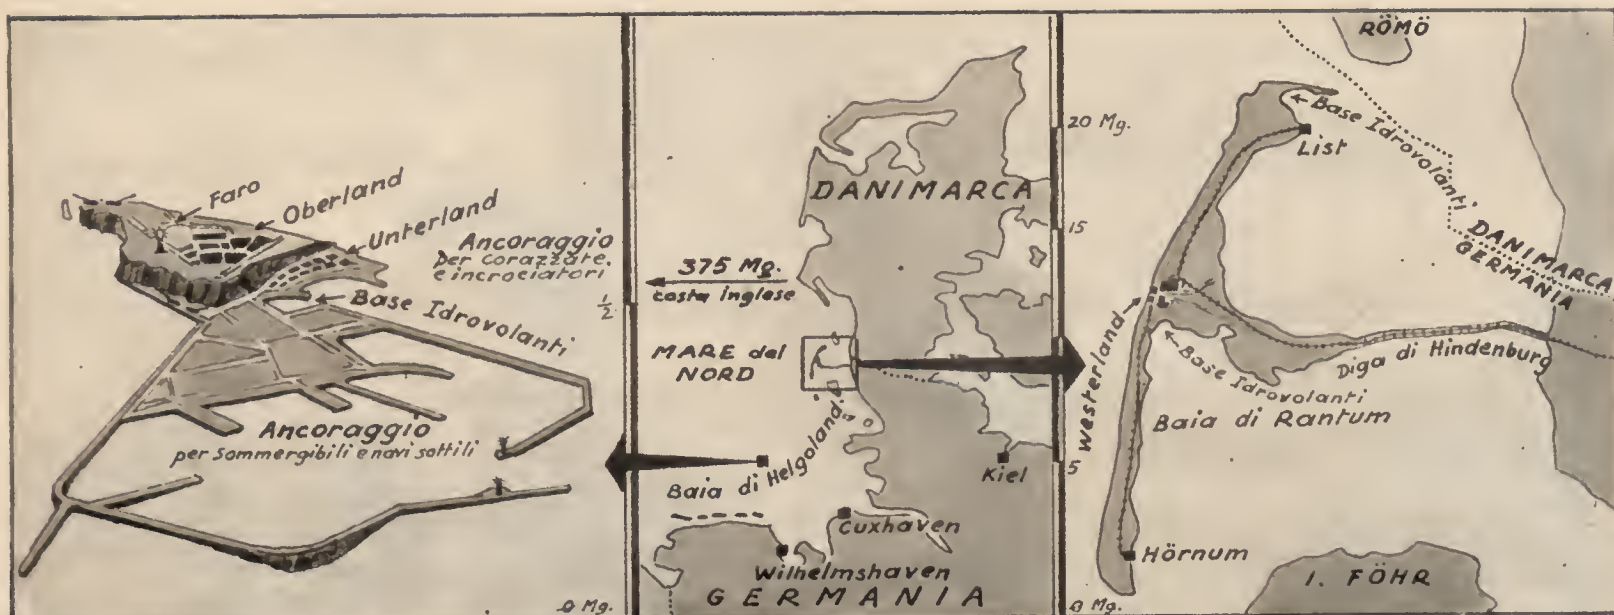 Faro
Oberland
Unterland
Ancoraggio
per corazzate,
e incrociatori
Base Idrovolanti
1/2
Ancoraggio
per sommergibili e navi sottili
0 Mg.
DANIMARCA
375 Mg.
costa inglese
MARE del
NORD
Baia di Helgoland
Kiel
Cuxhaven
Wilhelmshaven
GERMANIA
RÖMÖ
20 Mg.
Base Idrovolanti
List
15
DANIMARCA
GERMANIA
Westerland
Base Idrovolanti
Diga di Hindenburg
Baia di Rantum
5
Hörnum
I. FÖHR
0 Mg.